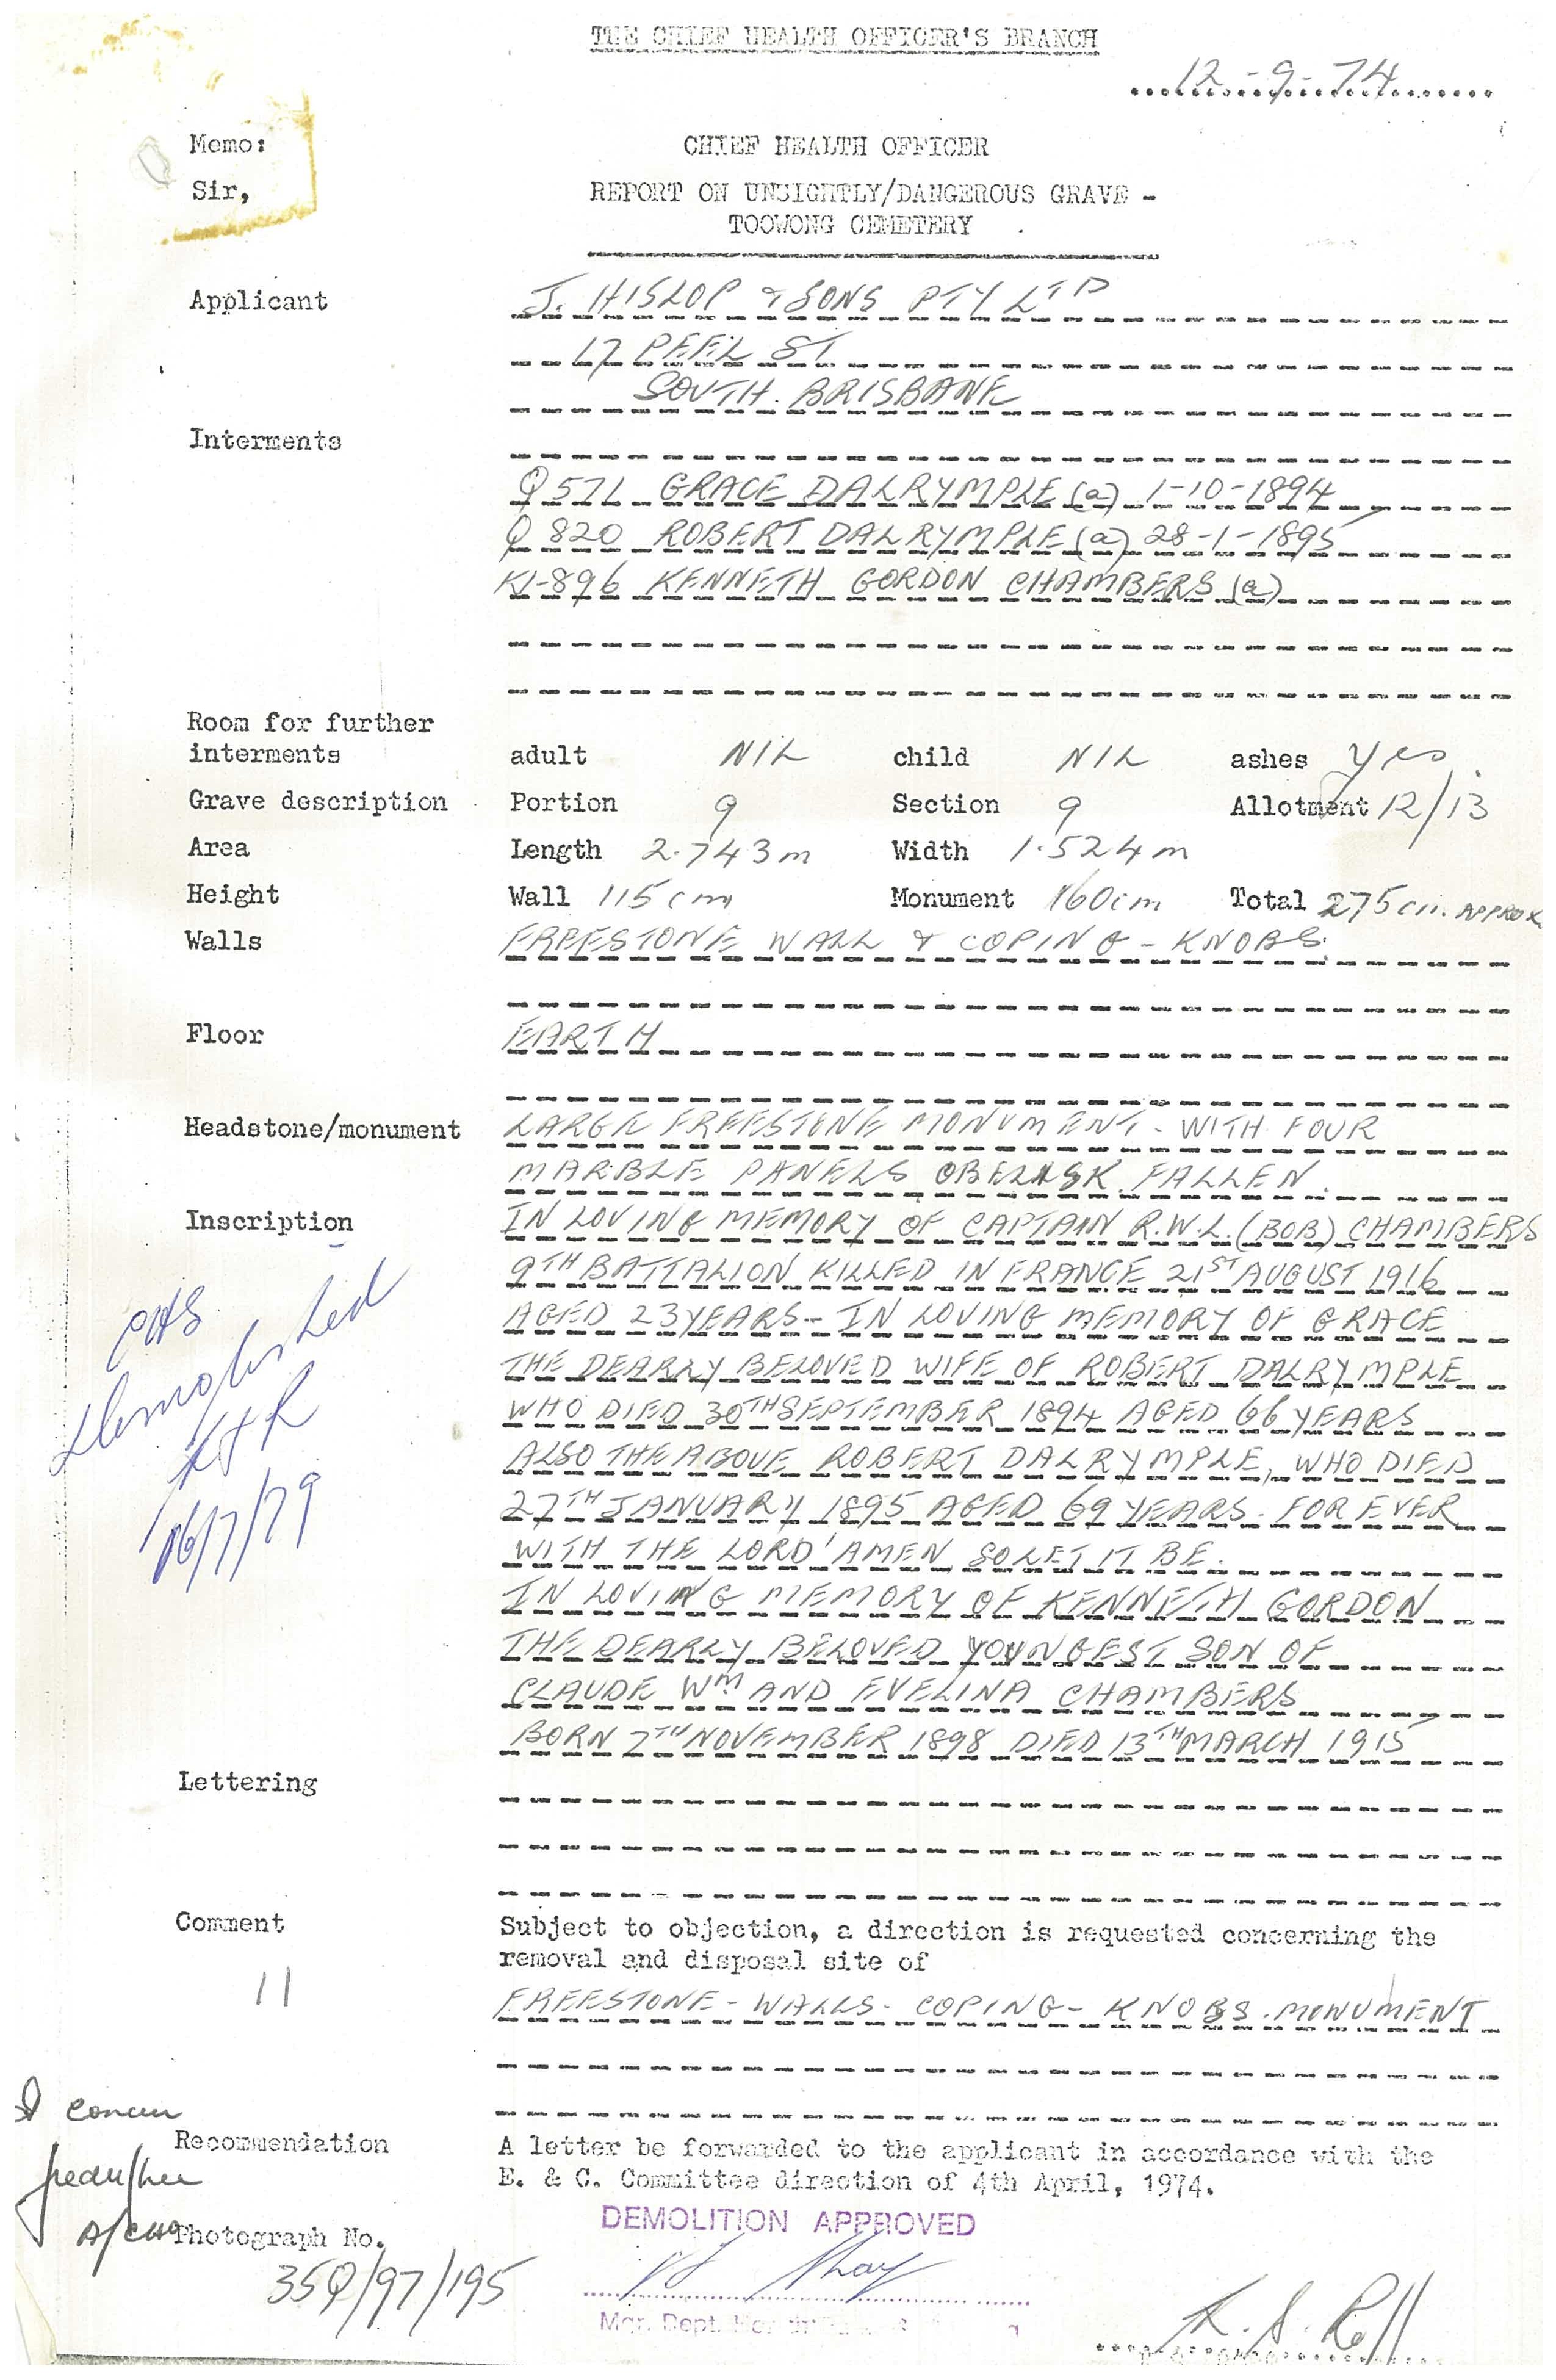 THE CHIEF HEALTH OFFICER'S BRANCH
12-9-74
Memo:
CHIEF HEALTH OFFICER
Sir,
REPORT ON UNSIGHTLY/DANGEROUS GRAVE -
TOOWONG CEMETERY
Applicant J. HISLOP & SONS PTY LTD
17 PEEL ST
SOUTH. BRISBANE
Interments
Q571 GRACE DALRYMPLE (a) 1-10-1894
Q820 ROBERT DALRYMPLE (a) 28-1-1895
K1-896 KENNETH GORDON CHAMBERS (a)
Room for further
interments adult NIL child NIL ashes yes.
Grave description Portion 9 Section 9 Allotment 12/13
Area Length 2.743m Width 1.524m
Height Wall 115cm Monument 160cm Total 275cm. APPROX
Walls FREESTONE WALL & COPING - KNOBS.
Floor EARTH
Headstone/monument LARGE FREESTONE MONUMENT - WITH FOUR
MARBLE PANELS OBELISK FALLEN.
Inscription IN LOVING MEMORY OF CAPTAIN R.W.L. (BOB) CHAMBERS
9TH BATTALION KILLED IN FRANCE 21ST AUGUST 1916
AGED 23 YEARS - IN LOVING MEMORY OF GRACE
THE DEARLY BELOVED WIFE OF ROBERT DALRYMPLE
WHO DIED 30TH SEPTEMBER 1894 AGED 66 YEARS
ALSO THE ABOVE ROBERT DALRYMPLE, WHO DIED
27TH JANUARY 1895 AGED 69 YEARS. FOR EVER
WITH THE LORD' AMEN SO LET IT BE.
IN LOVING MEMORY OF KENNETH GORDON
THE DEARLY BELOVED YOUNGEST SON OF
CLAUDE WM AND EVELINA CHAMBERS
BORN 7TH NOVEMBER 1898 DIED 13TH MARCH 1915
demolished
16/7/79
Lettering
Comment Subject to objection, a direction is requested concerning the
removal and disposal site of
11
FREESTONE - WALLS - COPING - KNOBS. MONUMENT
I concur
Recommendation A letter be forwarded to the applicant in accordance with the
E. & C. Committee direction of 4th April, 1974.
A/CHO
DEMOLITION APPROVED
Photograph No.
35Q/97/195
Mgr. Dept.